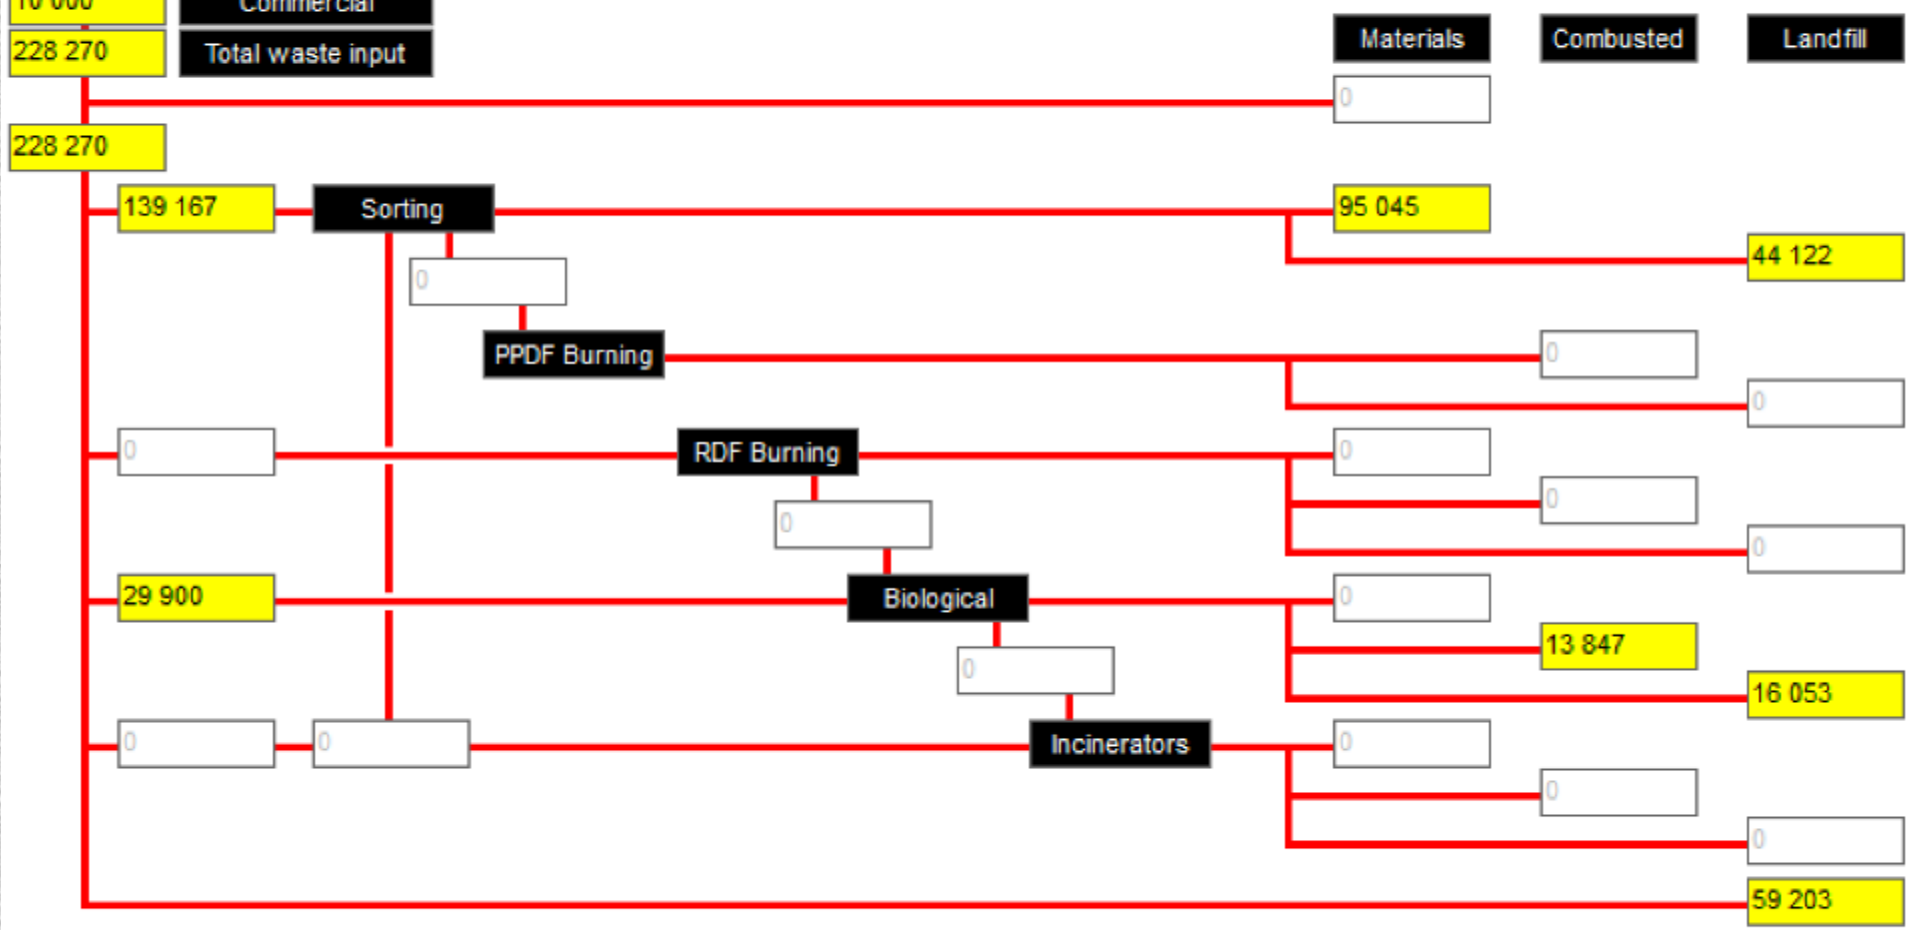 10 000 Commercial
228 270 Total waste input Materials Combusted Landfill
0
228 270
139 167 Sorting 95 045
44 122
0
PPDF Burning 0
0
0 RDF Burning 0
0
0
0
29 900 Biological 0
13 847
0
16 053
0 0 Incinerators 0
0
0
59 203